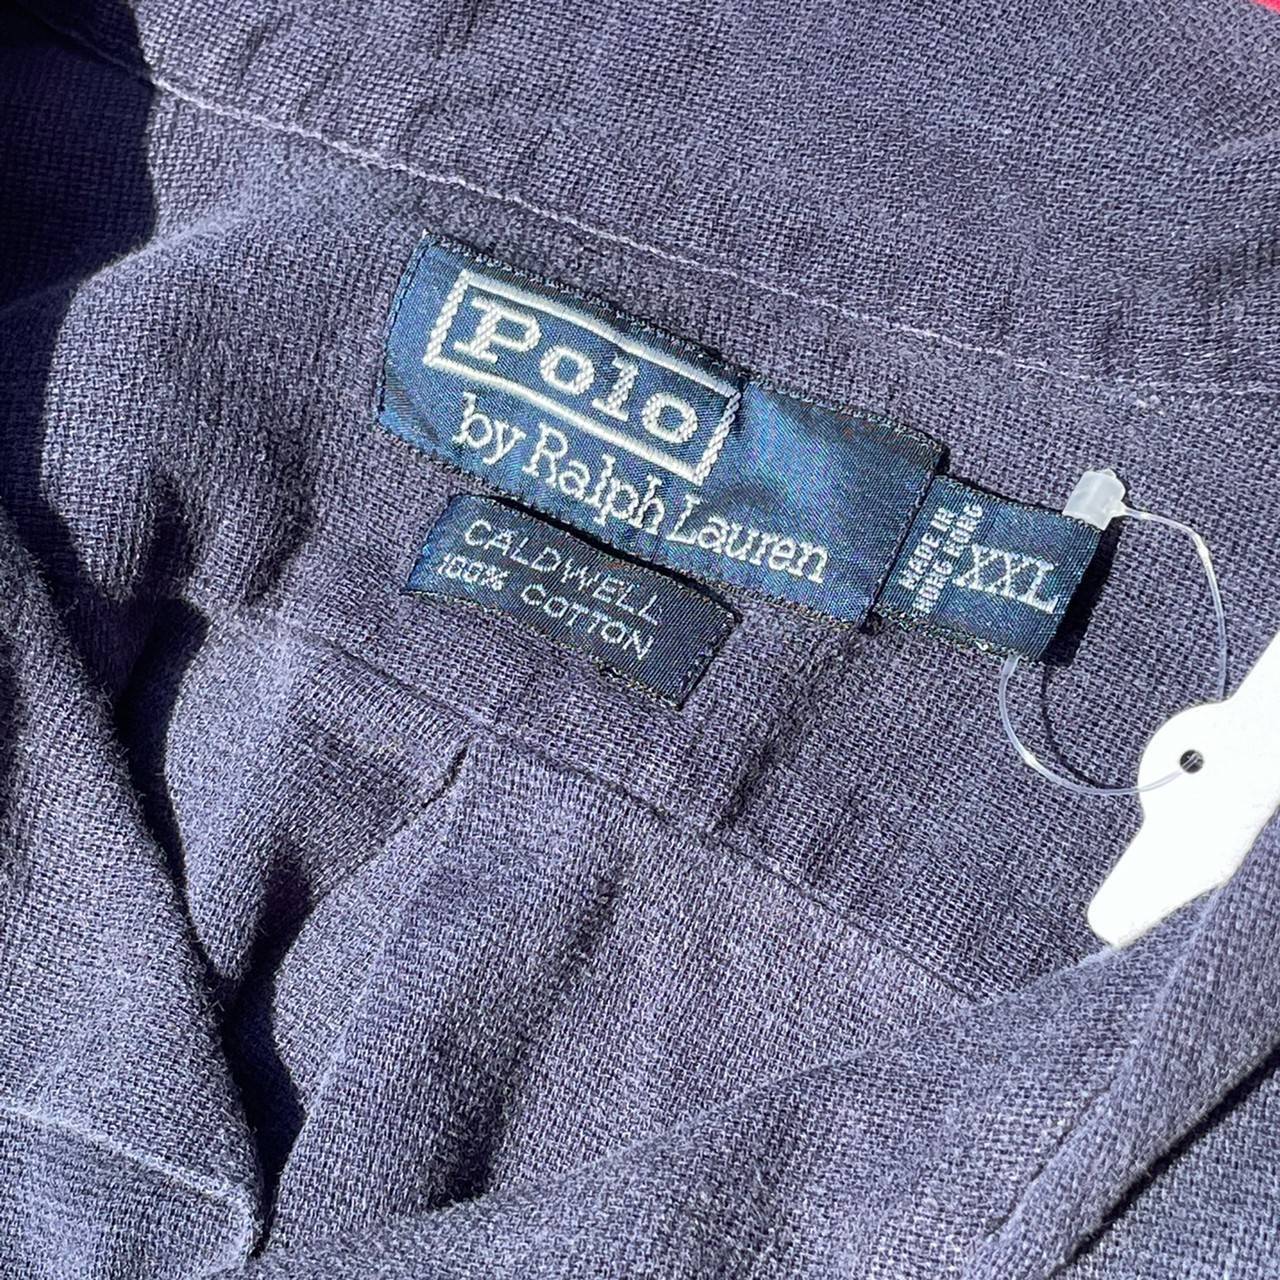 Polo
by Ralph Lauren
MADE IN
HONG KONG
XXL
CALDWELL
100% COTTON